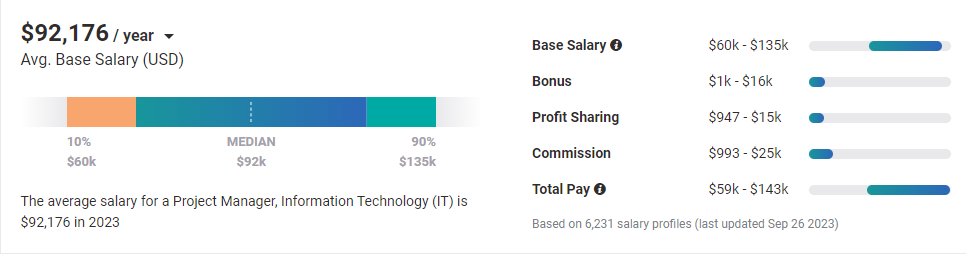 $92,176 / year
Avg. Base Salary (USD)
10%
MEDIAN
90%
$60k
$92k
$135k
The average salary for a Project Manager, Information Technology (IT) is
$92,176 in 2023
Base Salary $60k - $135k
Bonus $1k - $16k
Profit Sharing $947 - $15k
Commission $993 - $25k
Total Pay $59k - $143k
Based on 6,231 salary profiles (last updated Sep 26 2023)